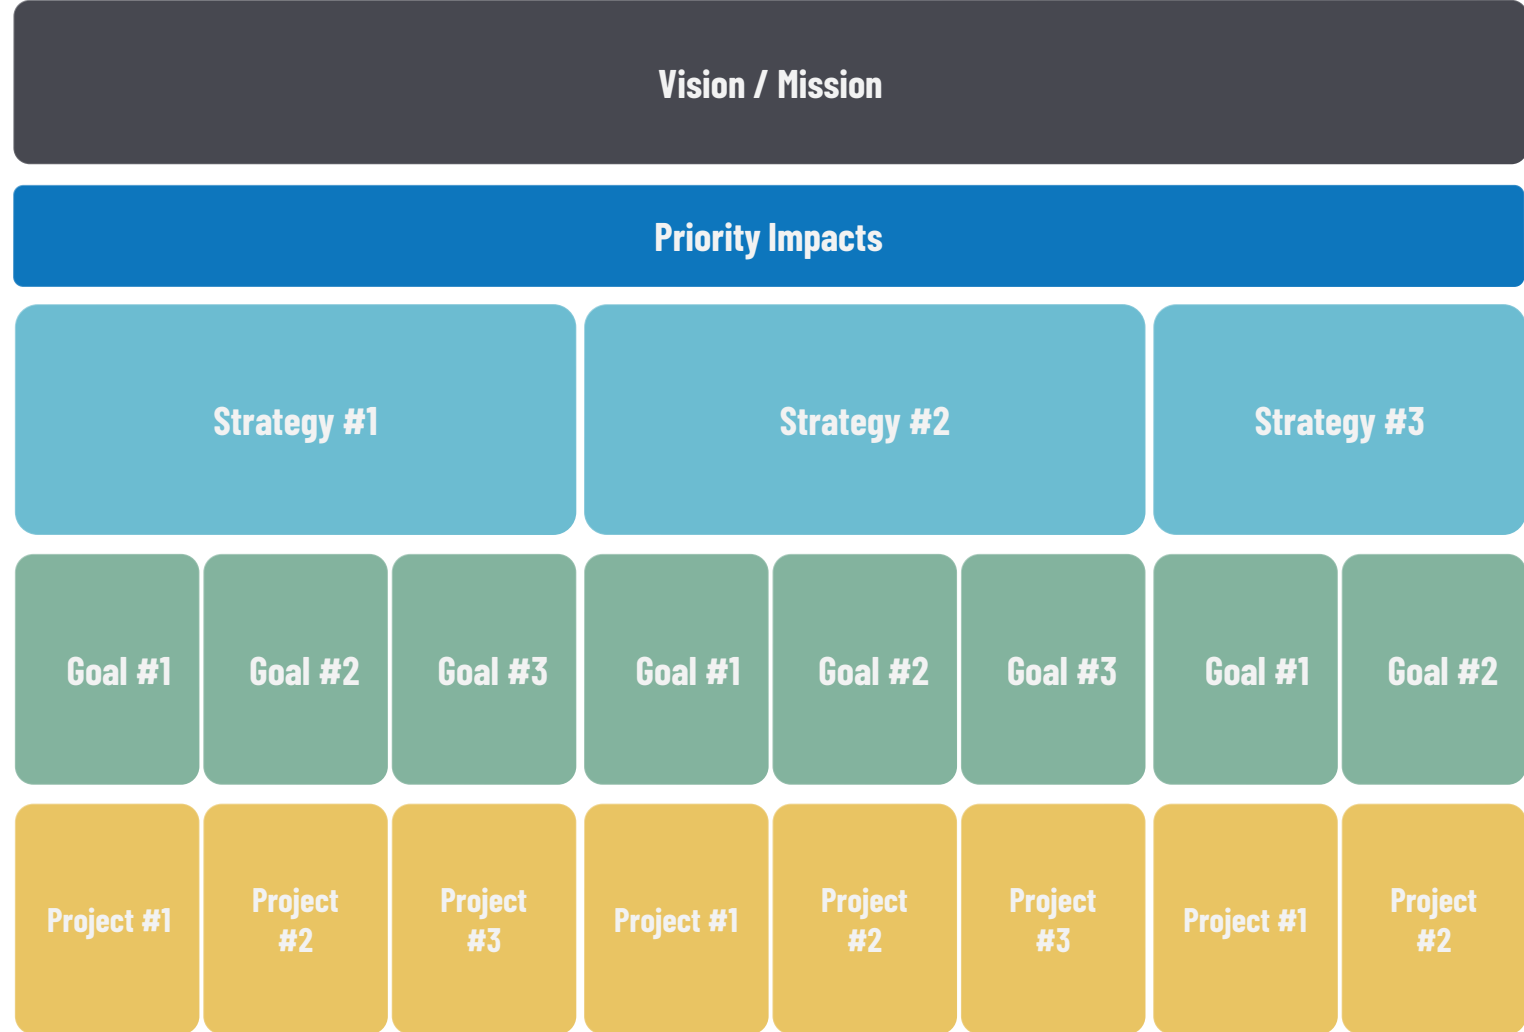 Vision / Mission
Priority Impacts
Strategy #1
Strategy #2
Strategy #3
Goal #1
Goal #2
Goal #3
Goal #1
Goal #2
Goal #3
Goal #1
Goal #2
Project #1
Project
#2
Project
#3
Project #1
Project
#2
Project
#3
Project #1
Project
#2